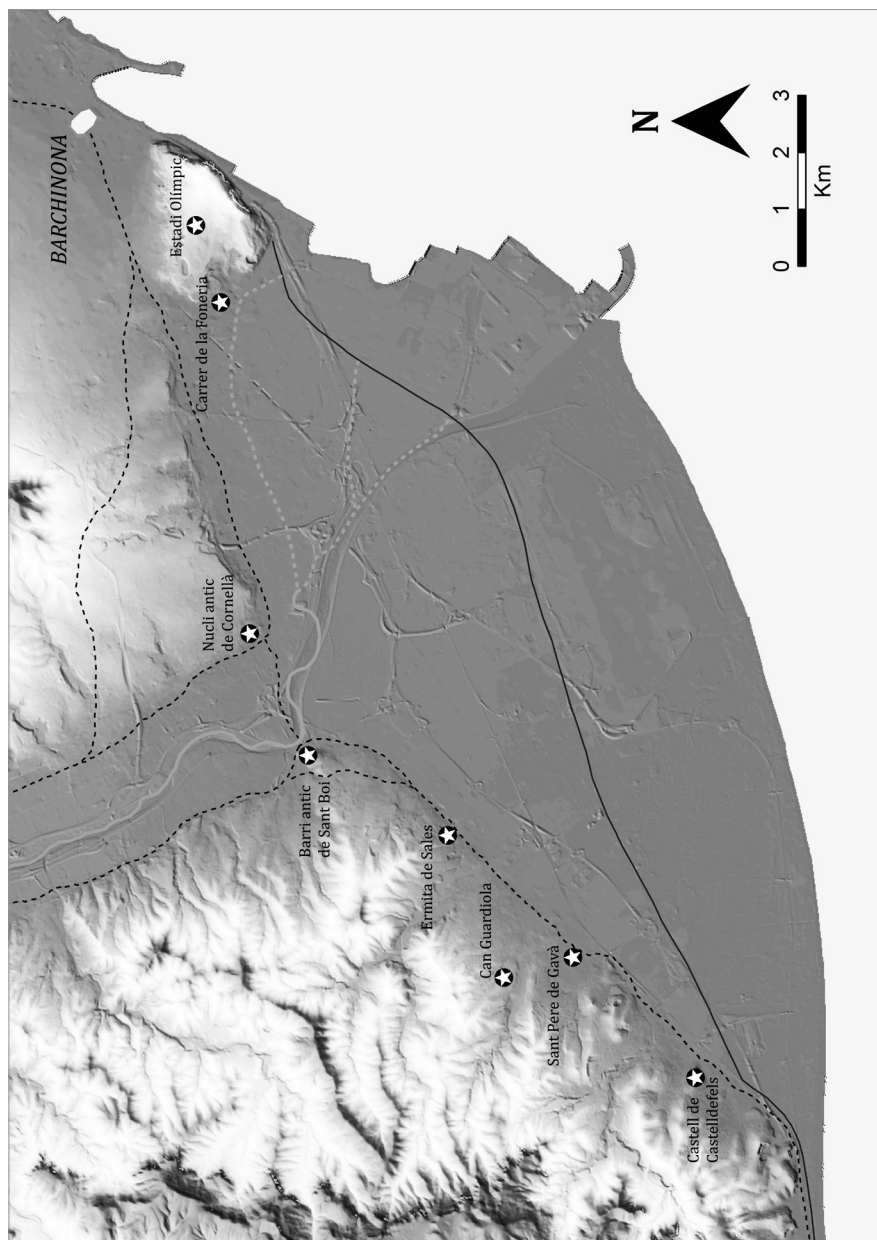 BARCHINONA
Estadi Olímpic
Carrer de la Foneria
Nucli antic
de Cornellà
Barri antic
de Sant Boi
Ermita de Sales
Can Guardiola
Sant Pere de Gavà
Castell de
Castelldefels
N
0 1 2 3
Km